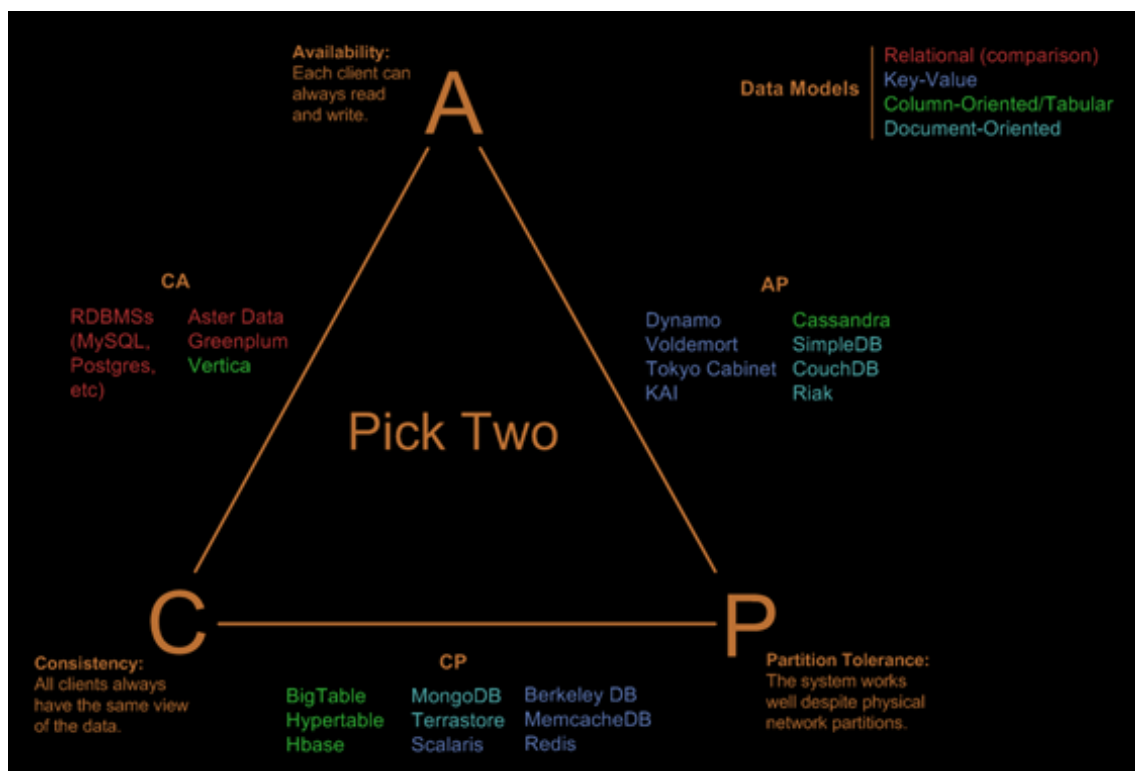 Availability:
Each client can
always read
and write.
A
Data Models
Relational (comparison)
Key-Value
Column-Oriented/Tabular
Document-Oriented
CA
RDBMSs
(MySQL,
Postgres,
etc)
Aster Data
Greenplum
Vertica
AP
Dynamo
Voldemort
Tokyo Cabinet
KAI
Cassandra
SimpleDB
CouchDB
Riak
Pick Two
C
Consistency:
All clients always
have the same view
of the data.
P
Partition Tolerance:
The system works
well despite physical
network partitions.
CP
BigTable
Hypertable
Hbase
MongoDB
Terrastore
Scalaris
Berkeley DB
MemcacheDB
Redis